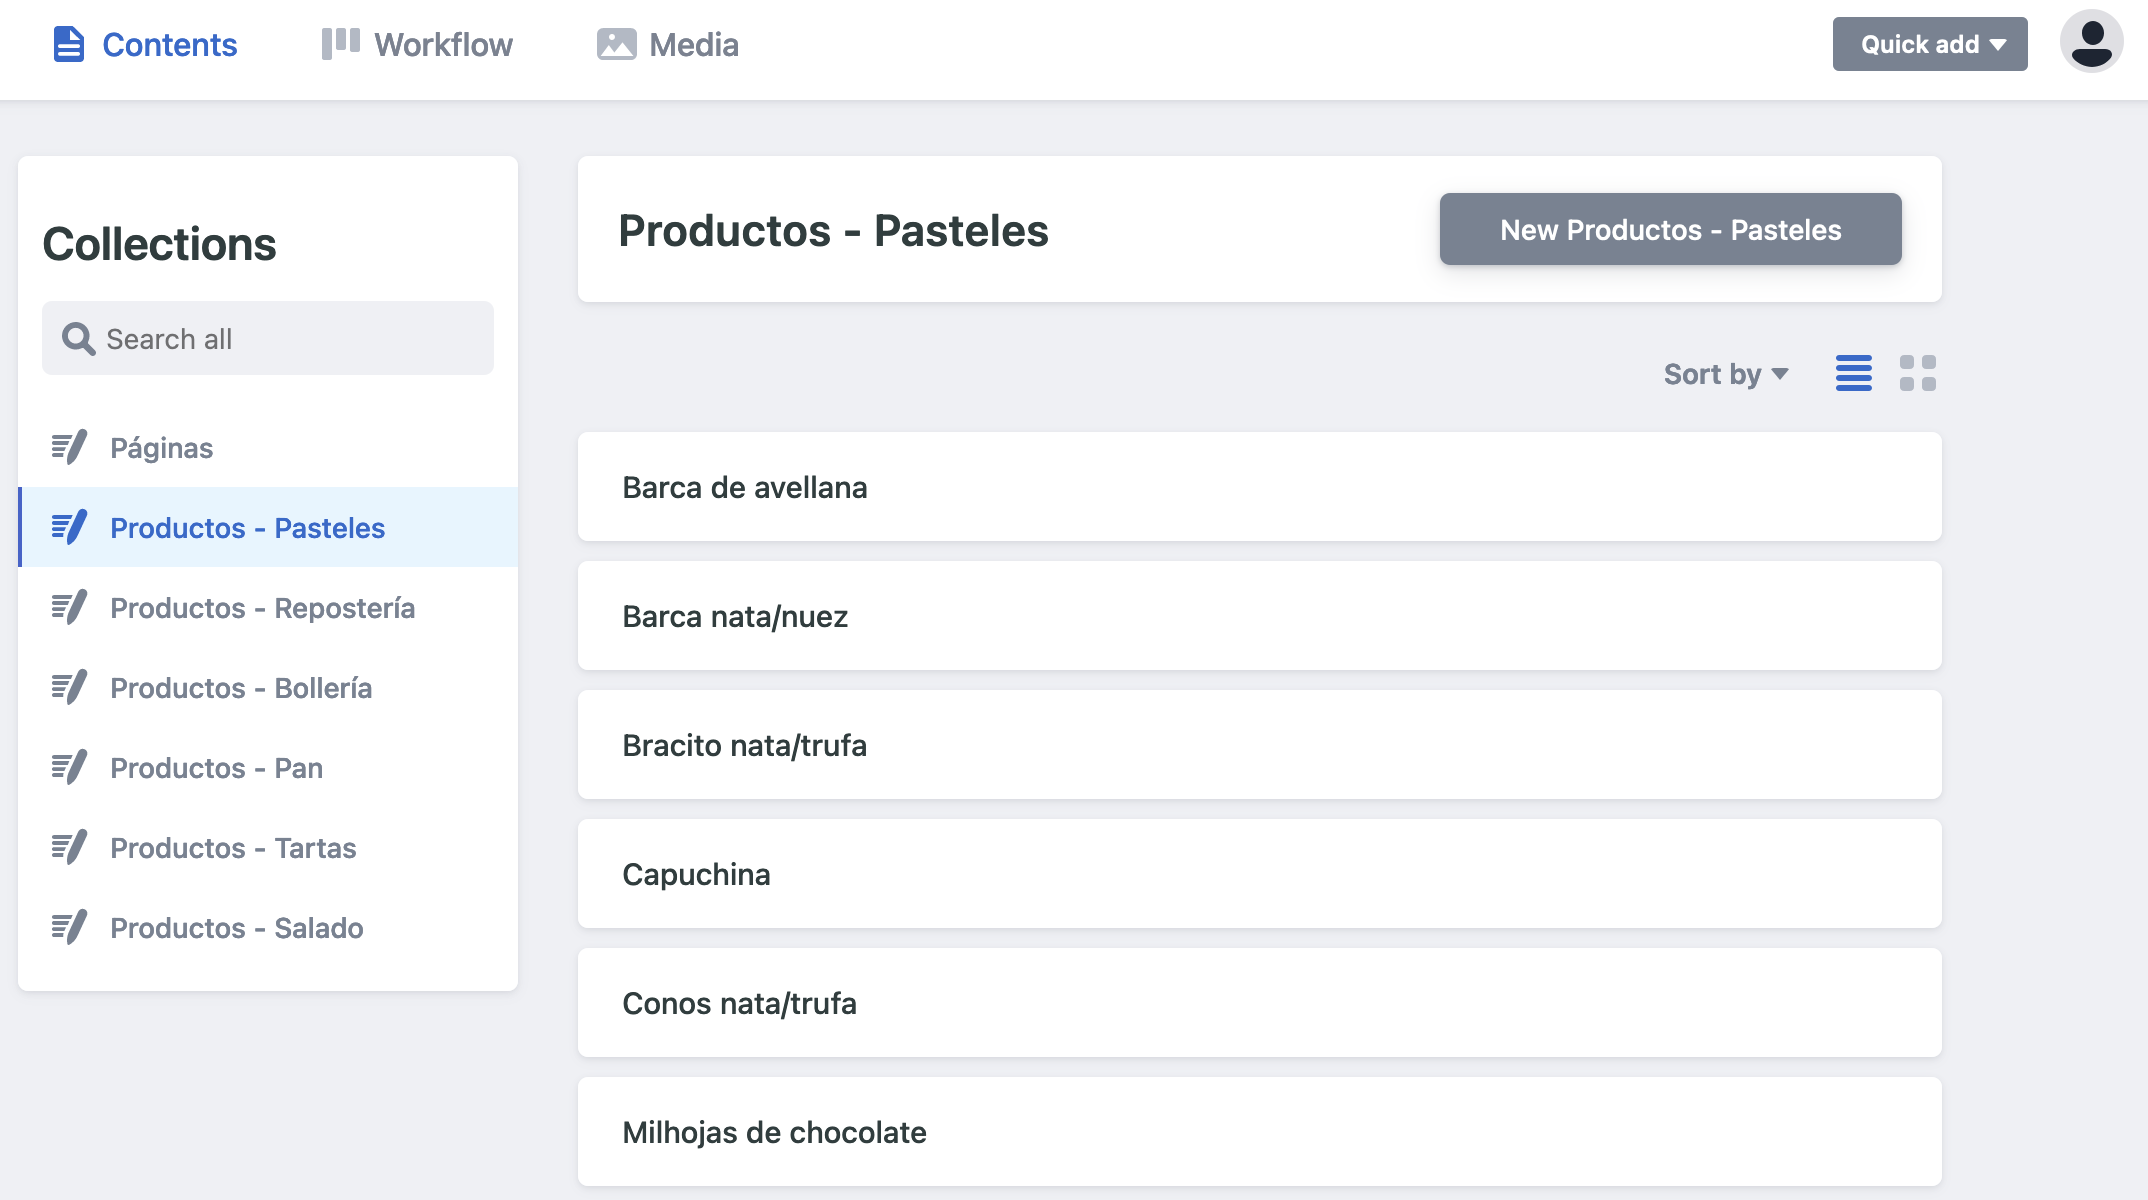 Contents
Workflow
Media
Quick add
Collections
Search all
Páginas
Productos - Pasteles
Productos - Repostería
Productos - Bollería
Productos - Pan
Productos - Tartas
Productos - Salado
Productos - Pasteles
New Productos - Pasteles
Sort by
Barca de avellana
Barca nata/nuez
Bracito nata/trufa
Capuchina
Conos nata/trufa
Milhojas de chocolate